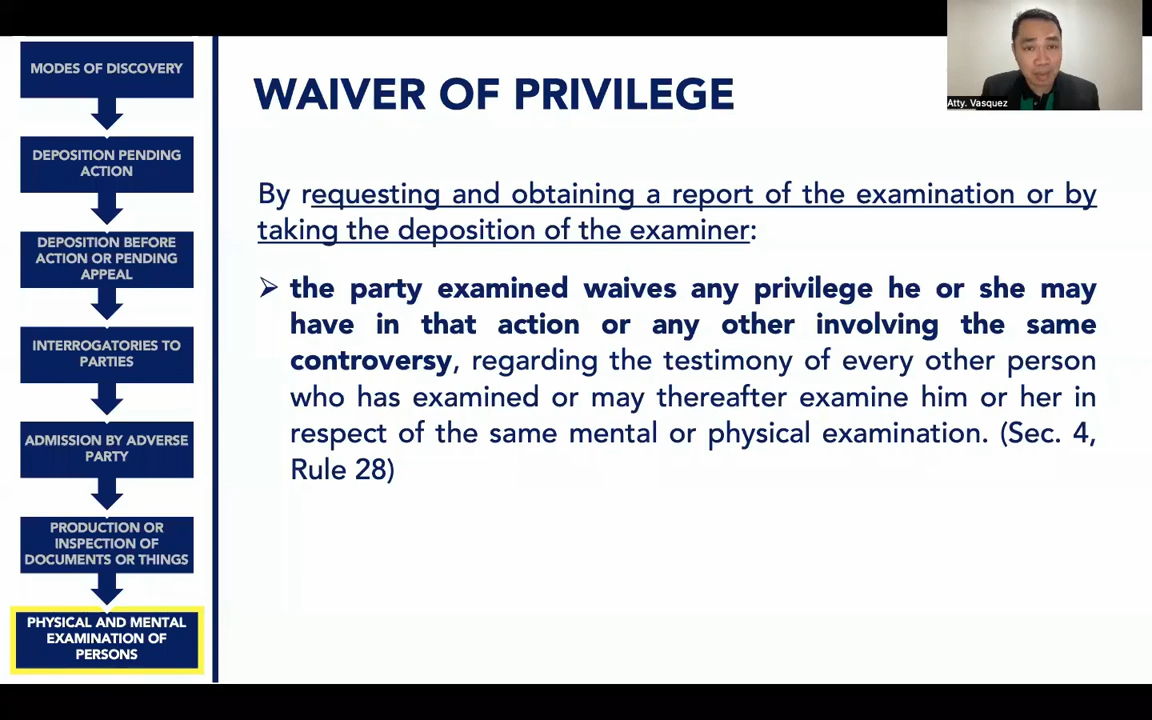 MODES OF DISCOVERY
DEPOSITION PENDING
ACTION
DEPOSITION BEFORE
ACTION OR PENDING
APPEAL
INTERROGATORIES TO
PARTIES
ADMISSION BY ADVERSE
PARTY
PRODUCTION OR
INSPECTION OF
DOCUMENTS OR THINGS
PHYSICAL AND MENTAL
EXAMINATION OF
PERSONS
WAIVER OF PRIVILEGE
By requesting and obtaining a report of the examination or by
taking the deposition of the examiner:
➢ the party examined waives any privilege he or she may
have in that action or any other involving the same
controversy, regarding the testimony of every other person
who has examined or may thereafter examine him or her in
respect of the same mental or physical examination. (Sec. 4,
Rule 28)
Atty. Vasquez